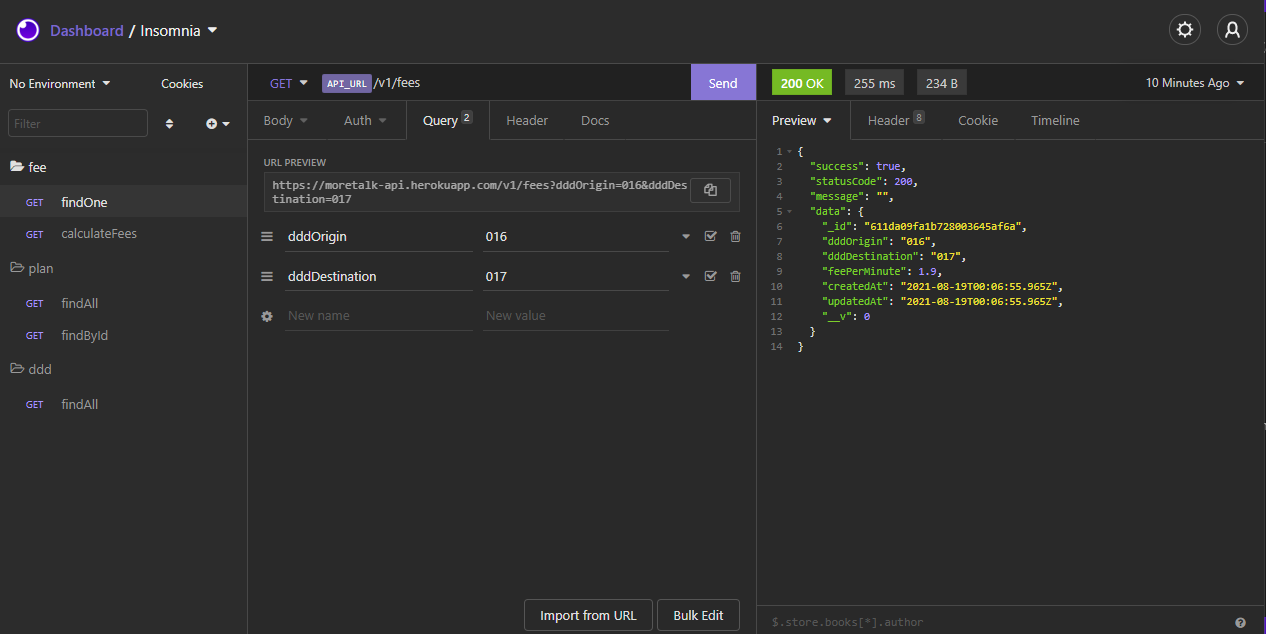 Dashboard / Insomnia
No Environment
Cookies
Filter
fee
GET findOne
GET calculateFees
plan
GET findAll
GET findById
ddd
GET findAll
GET API_URL /v1/fees
Send
Body
Auth
Query 2
Header
Docs
URL PREVIEW
https://moretalk-api.herokuapp.com/v1/fees?dddOrigin=016&dddDes
tination=017
dddOrigin 016
dddDestination 017
New name New value
Import from URL
Bulk Edit
200 OK
255 ms
234 B
10 Minutes Ago
Preview
Header 8
Cookie
Timeline
1 {
2 "success": true,
3 "statusCode": 200,
4 "message": "",
5 "data": {
6 "_id": "611da09fa1b728003645af6a",
7 "dddOrigin": "016",
8 "dddDestination": "017",
9 "feePerMinute": 1.9,
10 "createdAt": "2021-08-19T00:06:55.965Z",
11 "updatedAt": "2021-08-19T00:06:55.965Z",
12 "__v": 0
13 }
14 }
$.store.books[*].author